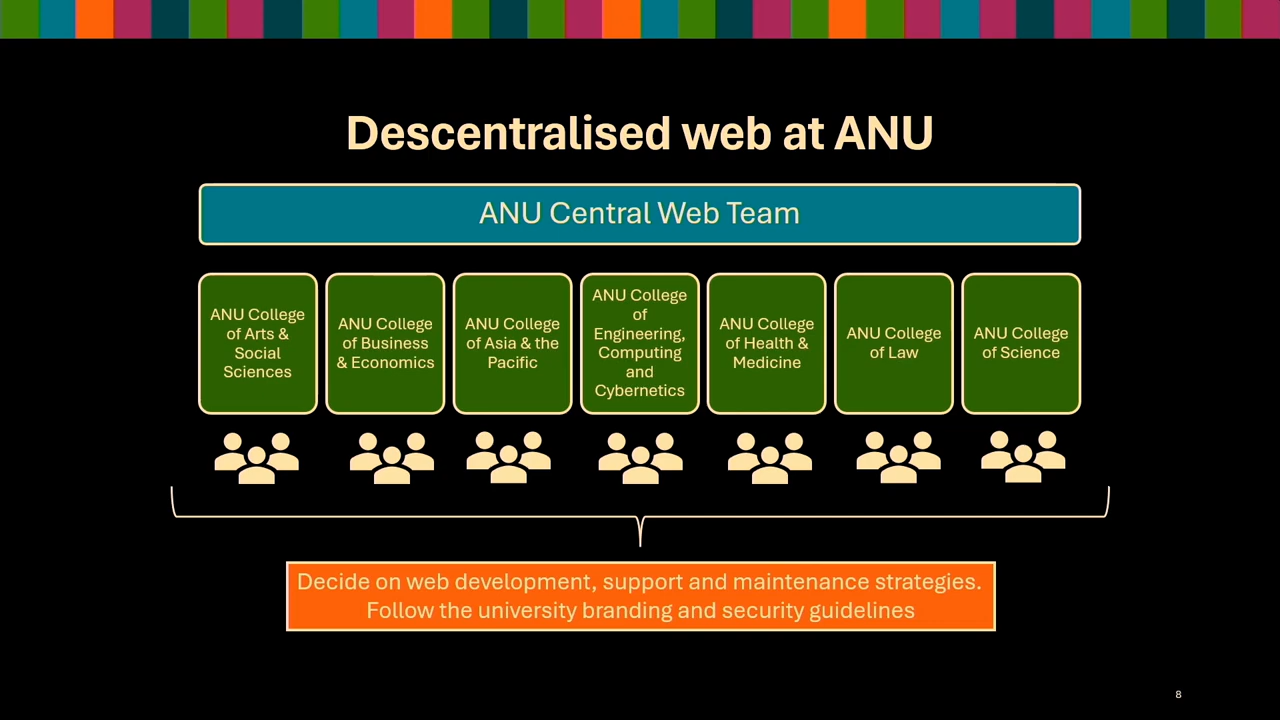 Descentralised web at ANU
ANU Central Web Team
ANU College
of Arts &
Social
Sciences
ANU College
of Business
& Economics
ANU College
of Asia & the
Pacific
ANU College
of
Engineering,
Computing
and
Cybernetics
ANU College
of Health &
Medicine
ANU College
of Law
ANU College
of Science
Decide on web development, support and maintenance strategies.
Follow the university branding and security guidelines
8